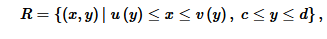 R = {(x, y) | u (y) ≤ x ≤ v (y) , c ≤ y ≤ d} ,